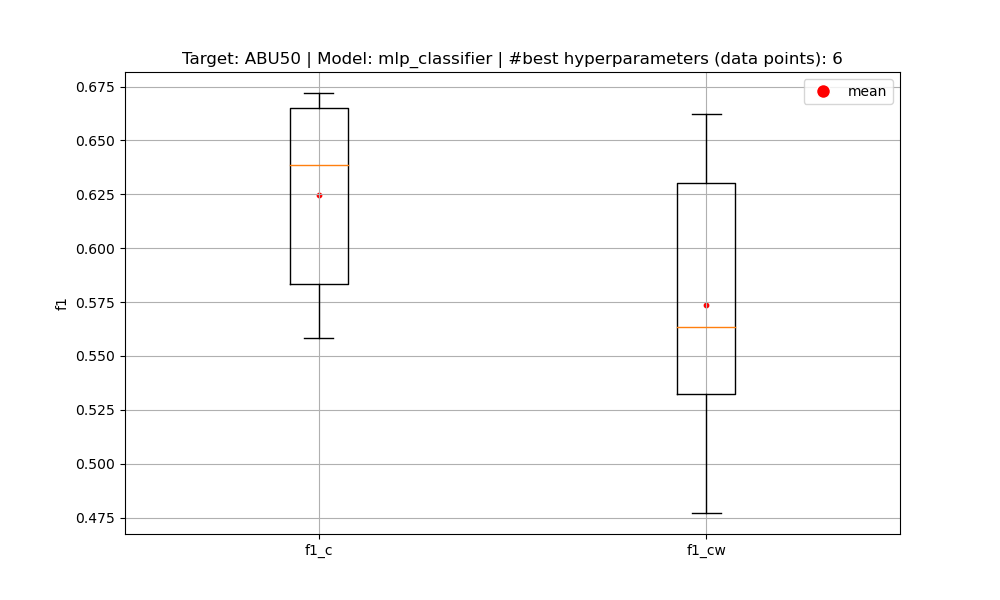 Target: ABU50 | Model: mlp_classifier | #best hyperparameters (data points): 6
mean
0.675
0.650
0.625
0.600
0.575
0.550
0.525
0.500
0.475
f1
f1_c
f1_cw